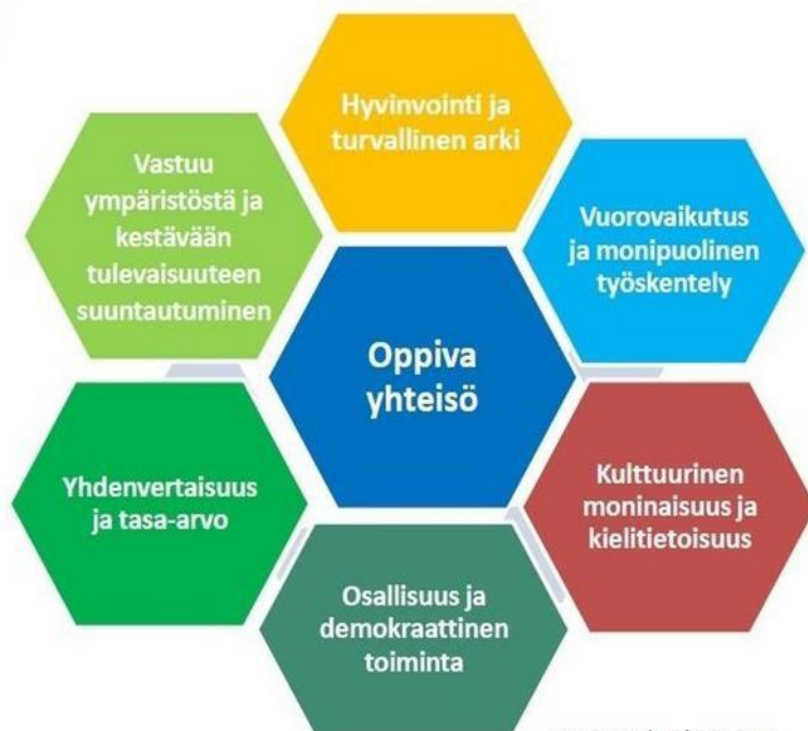 Hyvinvointi ja
turvallinen arki
Vuorovaikutus
ja monipuolinen
työskentely
Kulttuurinen
moninaisuus ja
kielitietoisuus
Osallisuus ja
demokraattinen
toiminta
Yhdenvertaisuus
ja tasa-arvo
Vastuu
ympäristöstä ja
kestävään
tulevaisuuteen
suuntautuminen
Oppiva
yhteisö